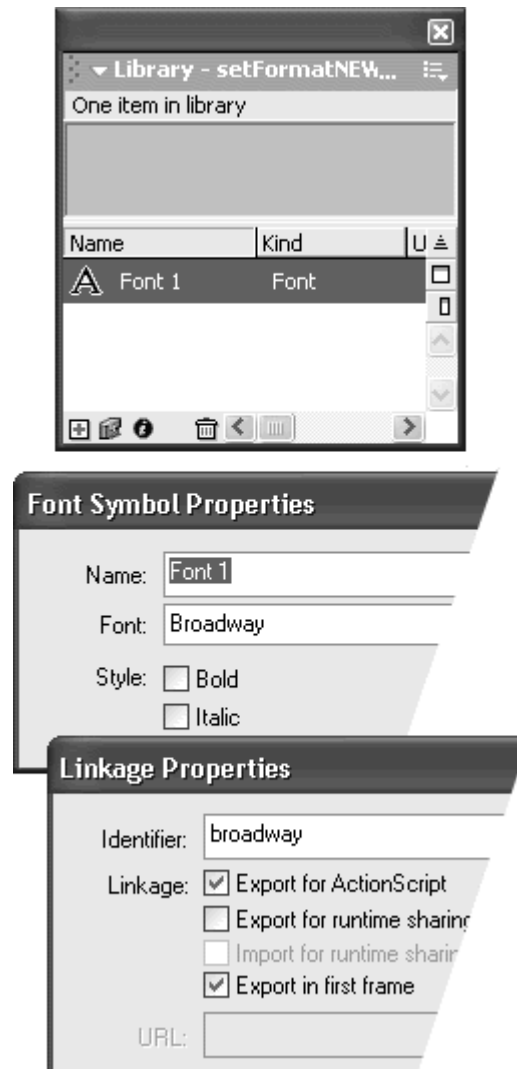 Library - setFormatNEW...
One item in library
Name Kind U
Font 1 Font
Font Symbol Properties
Name: Font 1
Font: Broadway
Style: Bold
Italic
Linkage Properties
Identifier: broadway
Linkage: Export for ActionScript
Export for runtime sharing
Import for runtime sharin
Export in first frame
URL: